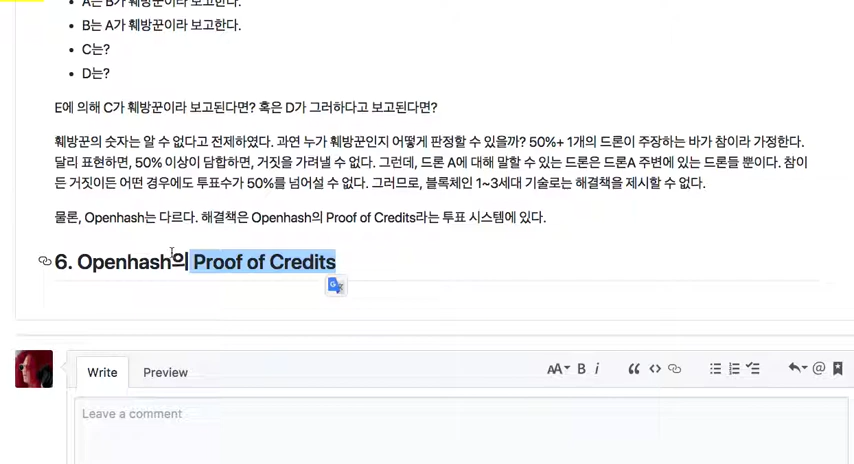 A는 B가 훼방꾼이라 보고한다.
B는 A가 훼방꾼이라 보고한다.
C는?
D는?
E에 의해 C가 훼방꾼이라 보고된다면? 혹은 D가 그러하다고 보고된다면?
훼방꾼의 숫자는 알 수 없다고 전제하였다. 과연 누가 훼방꾼인지 어떻게 판정할 수 있을까? 50%+ 1개의 드론이 주장하는 바가 참이라 가정한다.
달리 표현하면, 50% 이상이 담합하면, 거짓을 가려낼 수 없다. 그런데, 드론 A에 대해 말할 수 있는 드론은 드론A 주변에 있는 드론들 뿐이다. 참이
든 거짓이든 어떤 경우에도 투표수가 50%를 넘어설 수 없다. 그러므로, 블록체인 1~3세대 기술로는 해결책을 제시할 수 없다.
물론, Openhash는 다르다. 해결책은 Openhash의 Proof of Credits라는 투표 시스템에 있다.
6. Openhash의 Proof of Credits
Write Preview
AA B i
Leave a comment